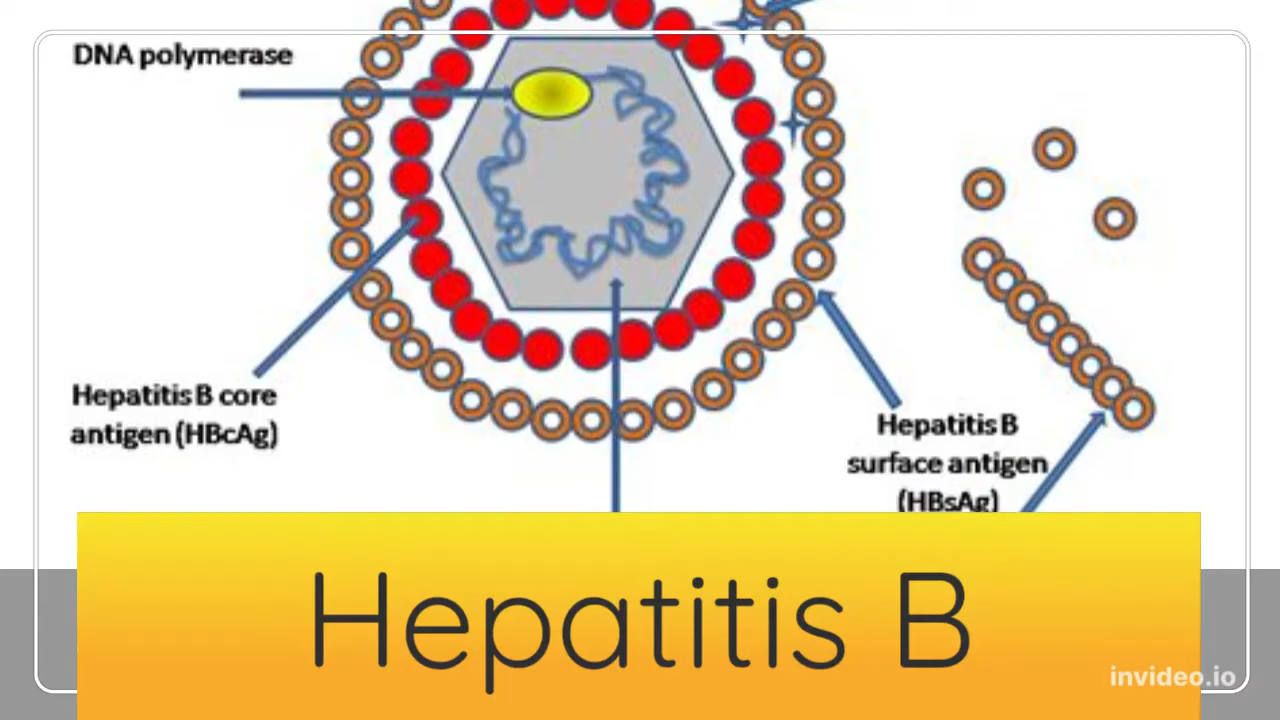 DNA polymerase
Hepatitis B core
antigen (HBcAg)
Hepatitis B
surface antigen
(HBsAg)
Hepatitis B
invideo.io